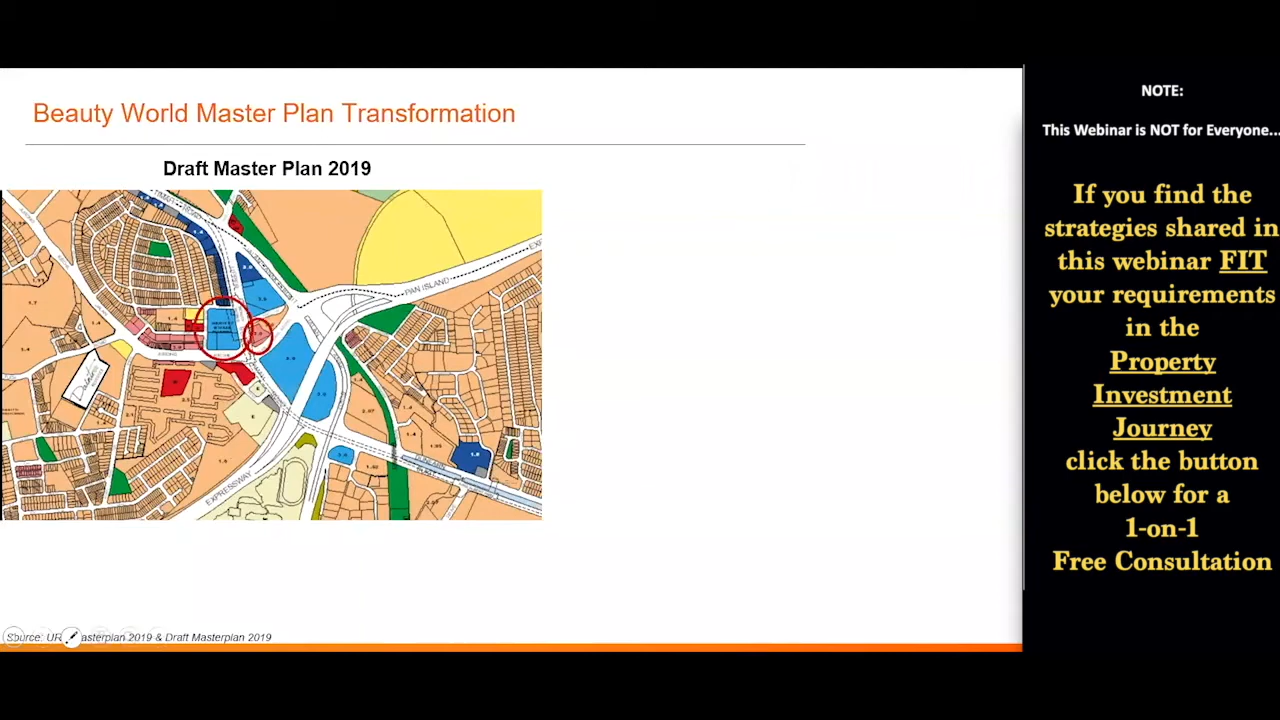 Beauty World Master Plan Transformation
Draft Master Plan 2019
PAN ISLAND
EXPRESSWAY
Source: UR asterplan 2019 & Draft Masterplan 2019
NOTE:
This Webinar is NOT for Everyone...
If you find the
strategies shared in
this webinar FIT
your requirements
in the
Property
Investment
Journey
click the button
below for a
1-on-1
Free Consultation